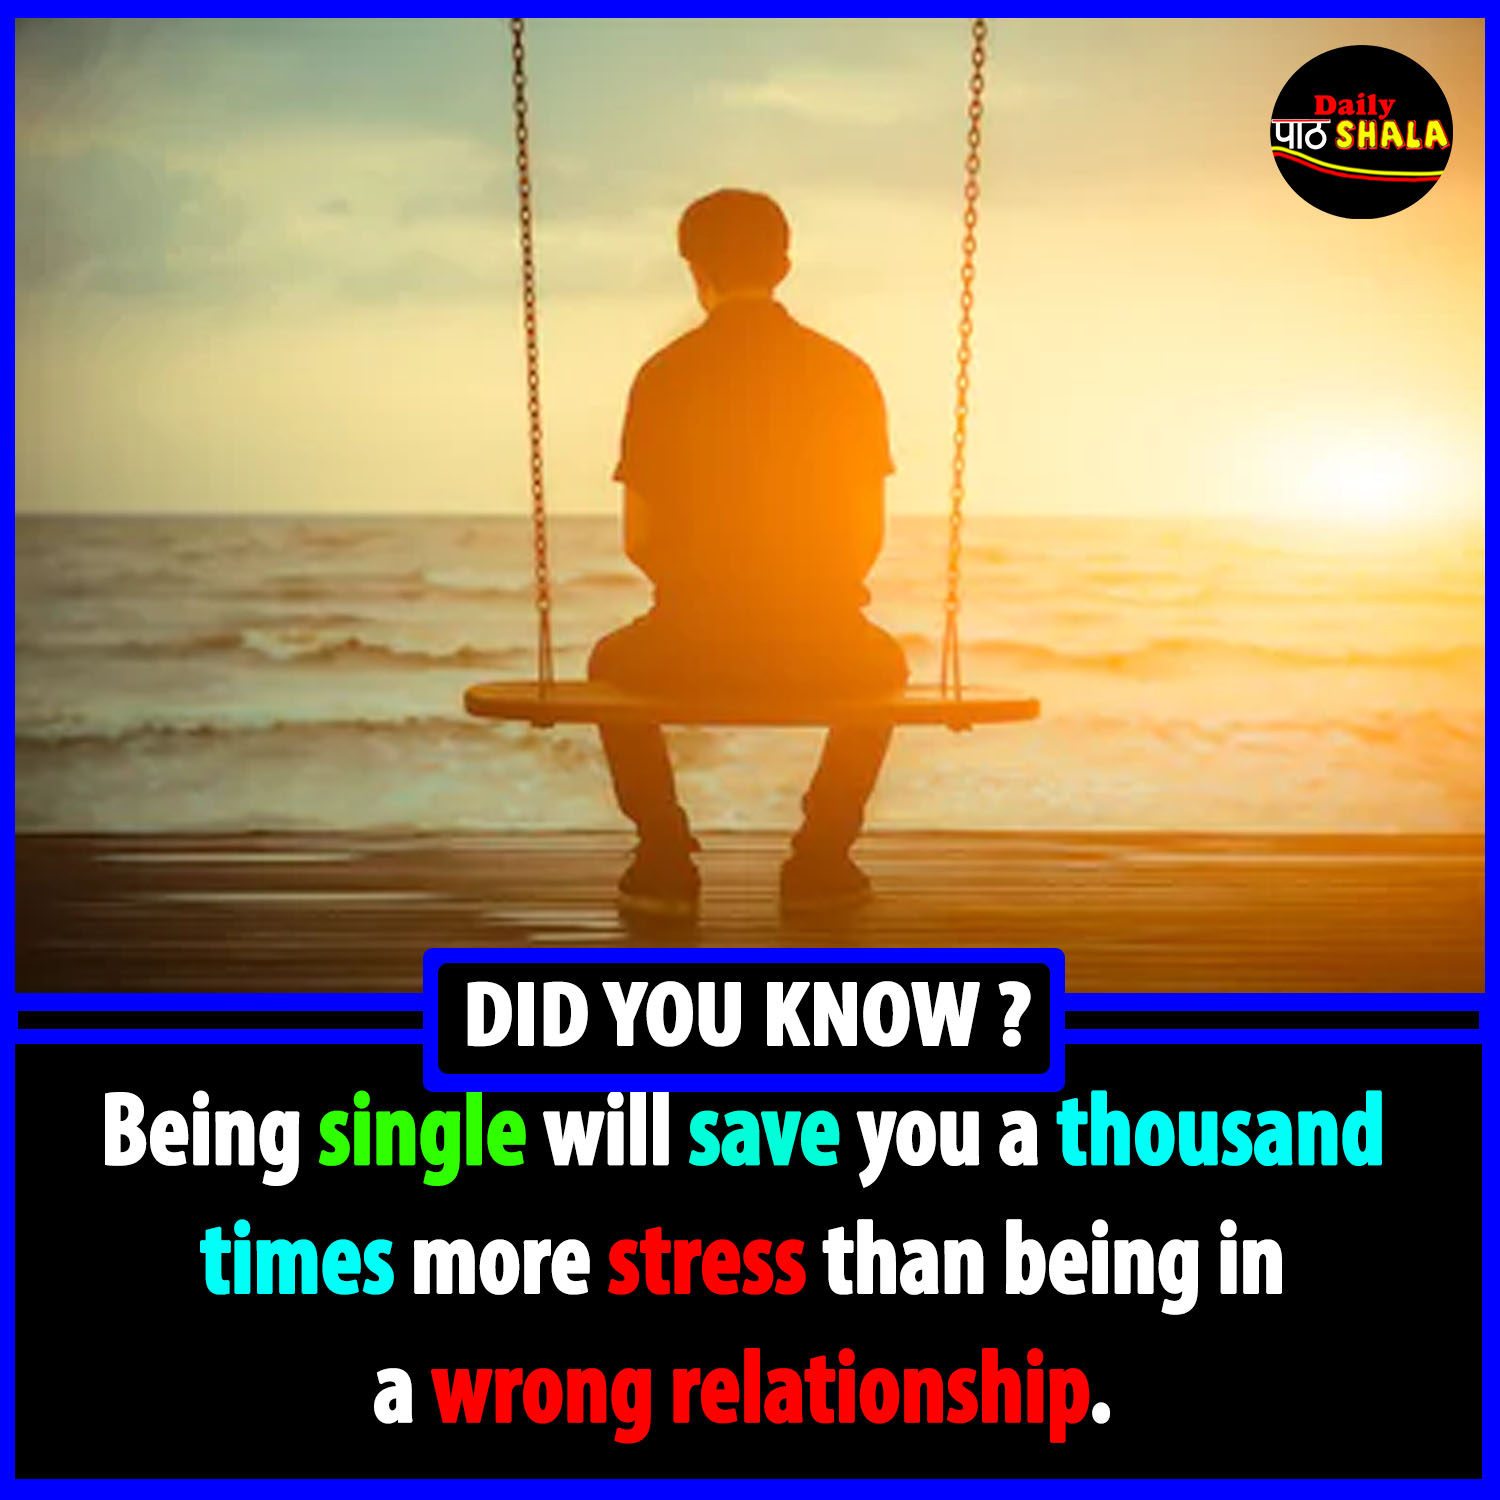 Daily
पाठ SHALA
DID YOU KNOW ?
Being single will save you a thousand
times more stress than being in
a wrong relationship.